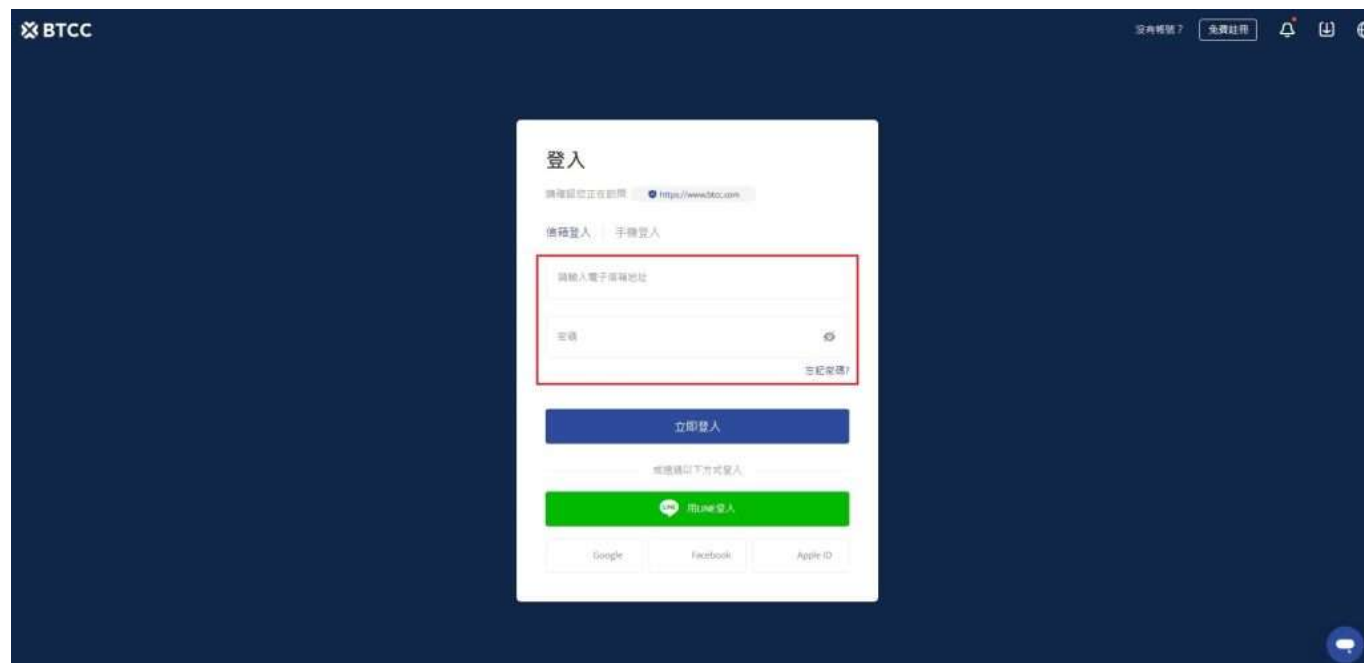 BTCC
沒有帳號？ 免費註冊
登入
請確認您正在訪問 https://www.btcc.com
信箱登入 手機登入
請輸入電子信箱地址
密碼
忘記密碼?
立即登入
或透過以下方式登入
LINE 用LINE登入
Google Facebook Apple ID